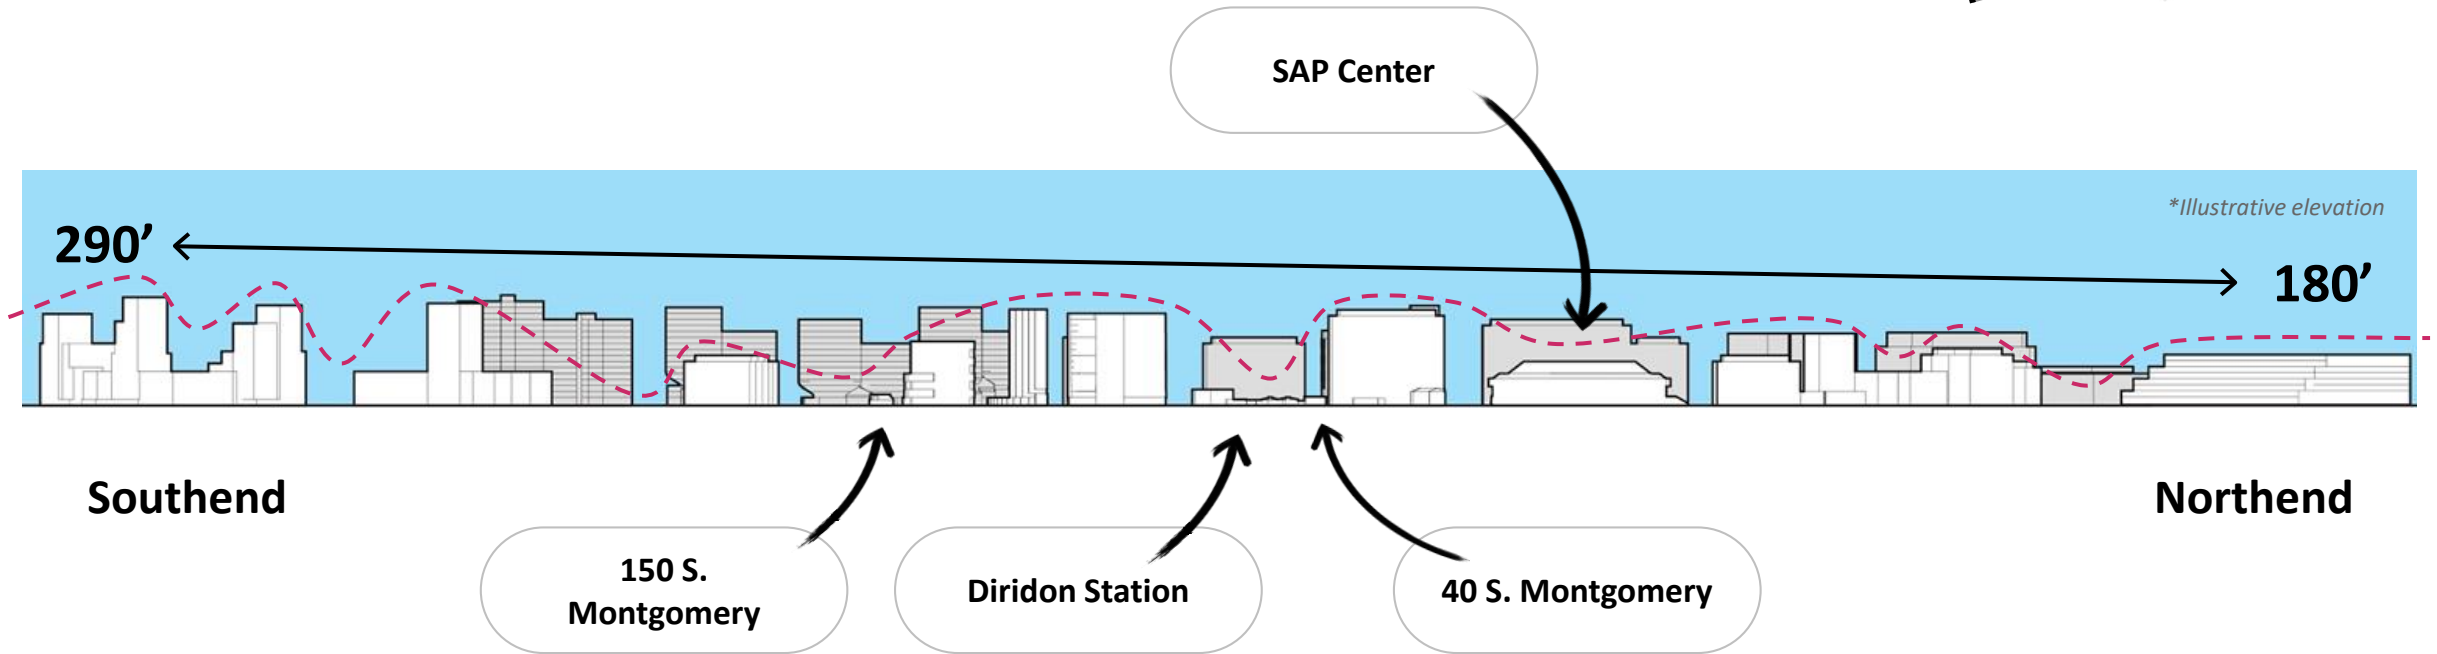 SAP Center
*Illustrative elevation
290’
180’
Southend
Northend
150 S.
Montgomery
Diridon Station
40 S. Montgomery